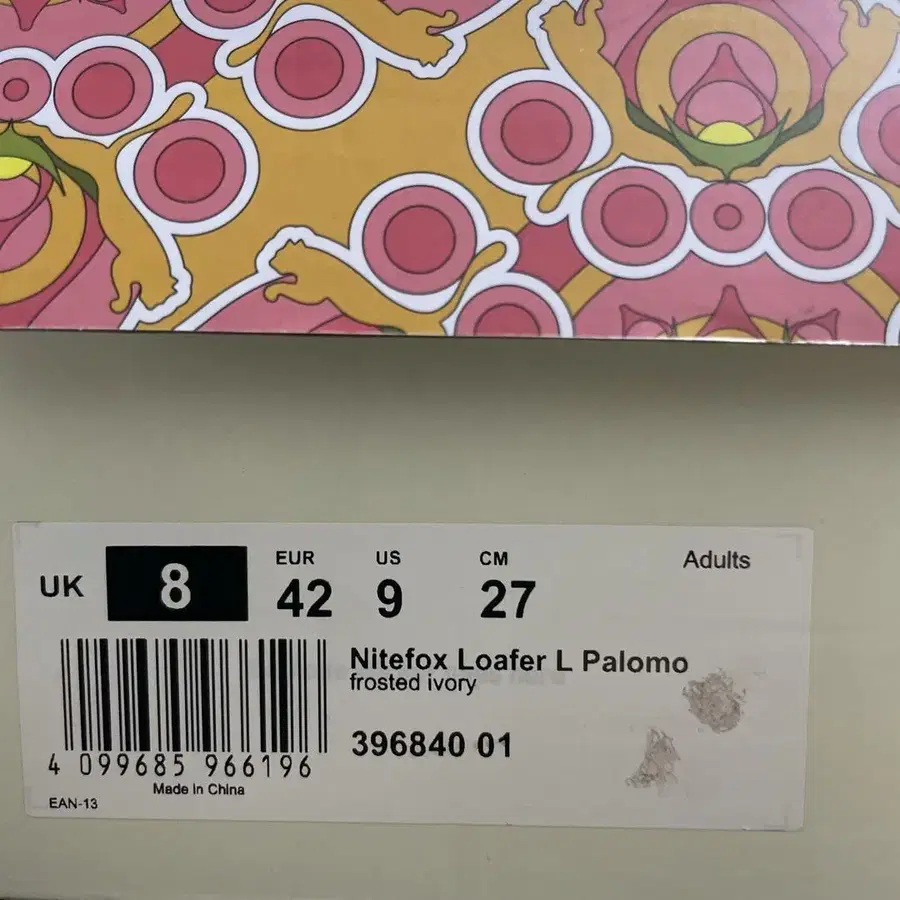 UK 8 EUR 42 US 9 CM 27 Adults
Nitefox Loafer L Palomo
frosted ivory
396840 01
4 099685 966196
Made in China
EAN-13